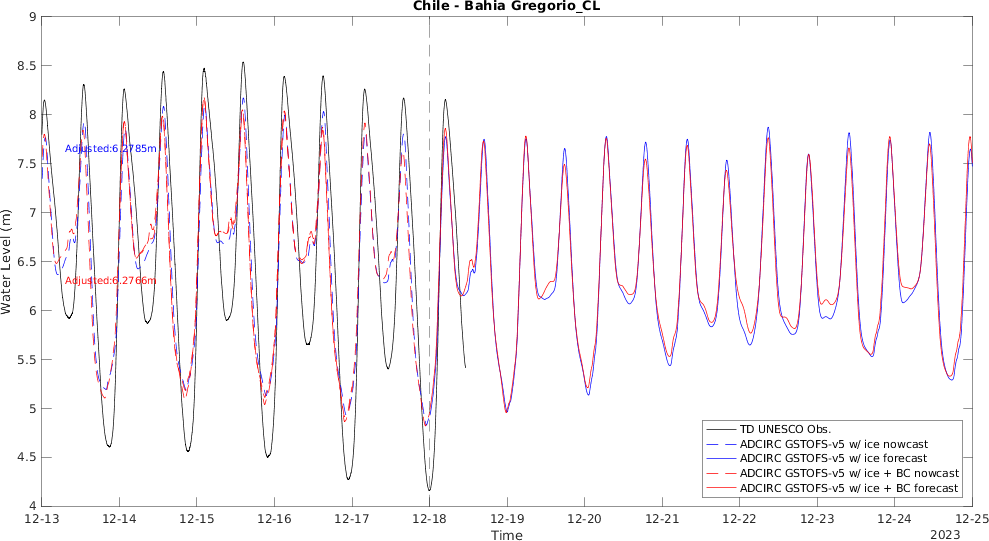 Chile - Bahia Gregorio_CL
Water Level (m)
9
8.5
8
7.5
7
6.5
6
5.5
5
4.5
4
Adjusted:6.2785m
Adjusted:6.2766m
TD UNESCO Obs.
ADCIRC GSTOFS-v5 w/ ice nowcast
ADCIRC GSTOFS-v5 w/ ice forecast
ADCIRC GSTOFS-v5 w/ ice + BC nowcast
ADCIRC GSTOFS-v5 w/ ice + BC forecast
12-13 12-14 12-15 12-16 12-17 12-18 12-19 12-20 12-21 12-22 12-23 12-24 12-25
Time
2023